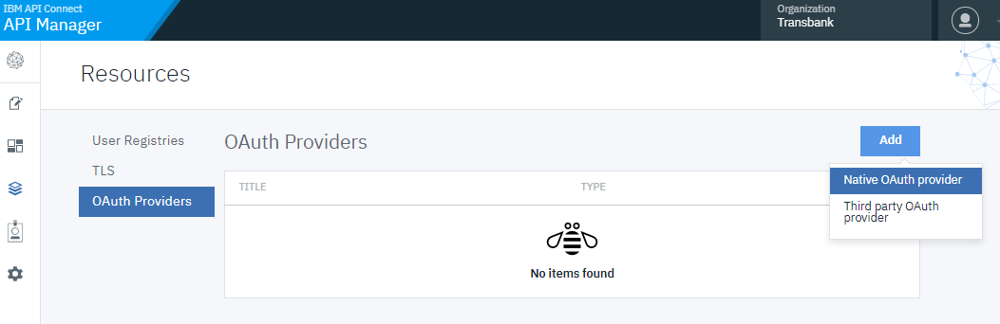 IBM API Connect
API Manager
Organization
Transbank
Resources
User Registries
TLS
OAuth Providers
OAuth Providers
Add
Native OAuth provider
Third party OAuth
provider
TITLE
TYPE
No items found